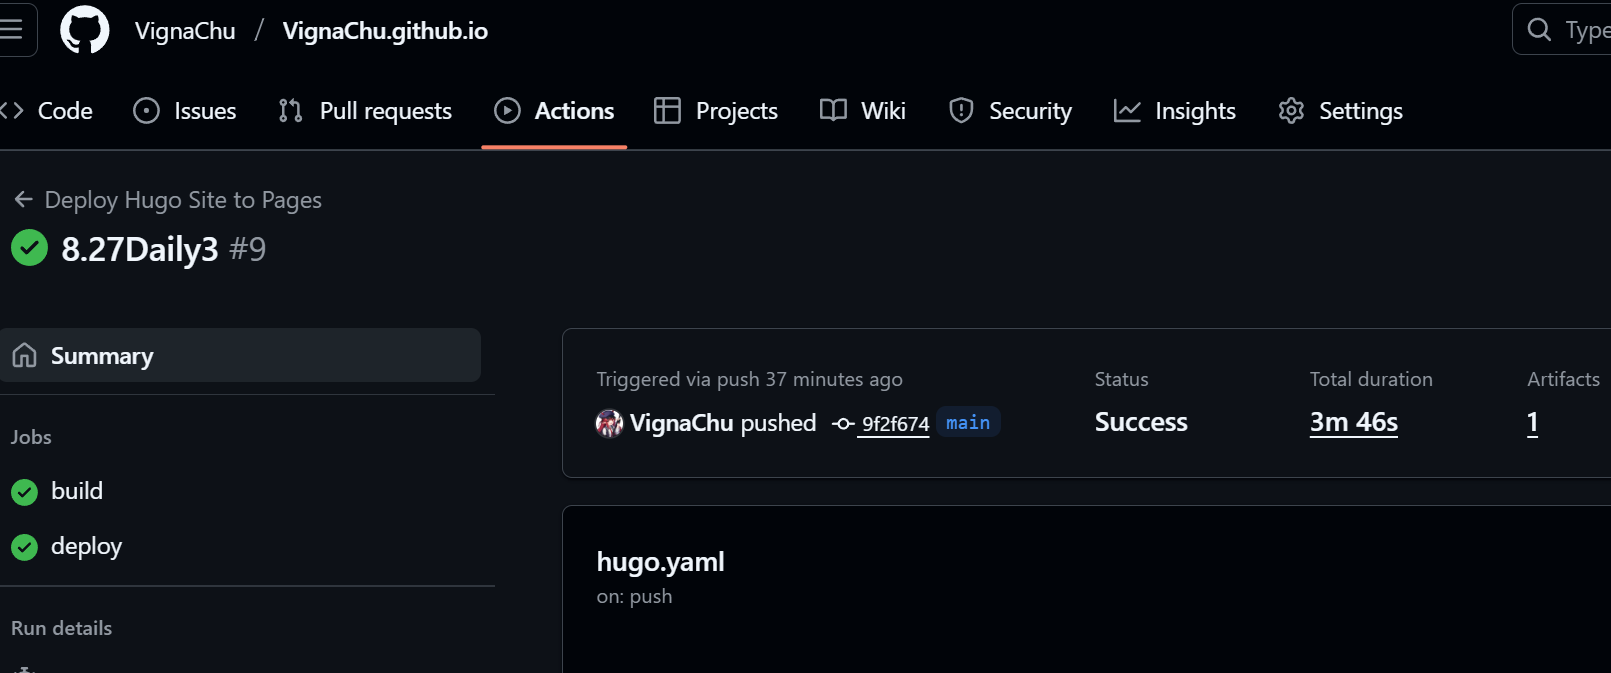 VignaChu / VignaChu.github.io
Type
Code Issues Pull requests Actions Projects Wiki Security Insights Settings
Deploy Hugo Site to Pages
8.27Daily3 #9
Summary
Jobs
build
deploy
Run details
Triggered via push 37 minutes ago
VignaChu pushed 9f2f674 main
Status
Success
Total duration
3m 46s
Artifacts
1
hugo.yaml
on: push